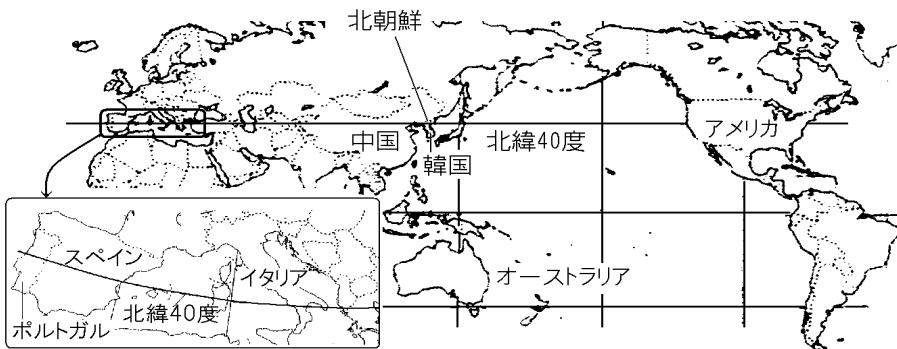 北朝鮮
中国
韓国
北緯40度
アメリカ
オーストラリア
スペイン
イタリア
北緯40度
ポルトガル